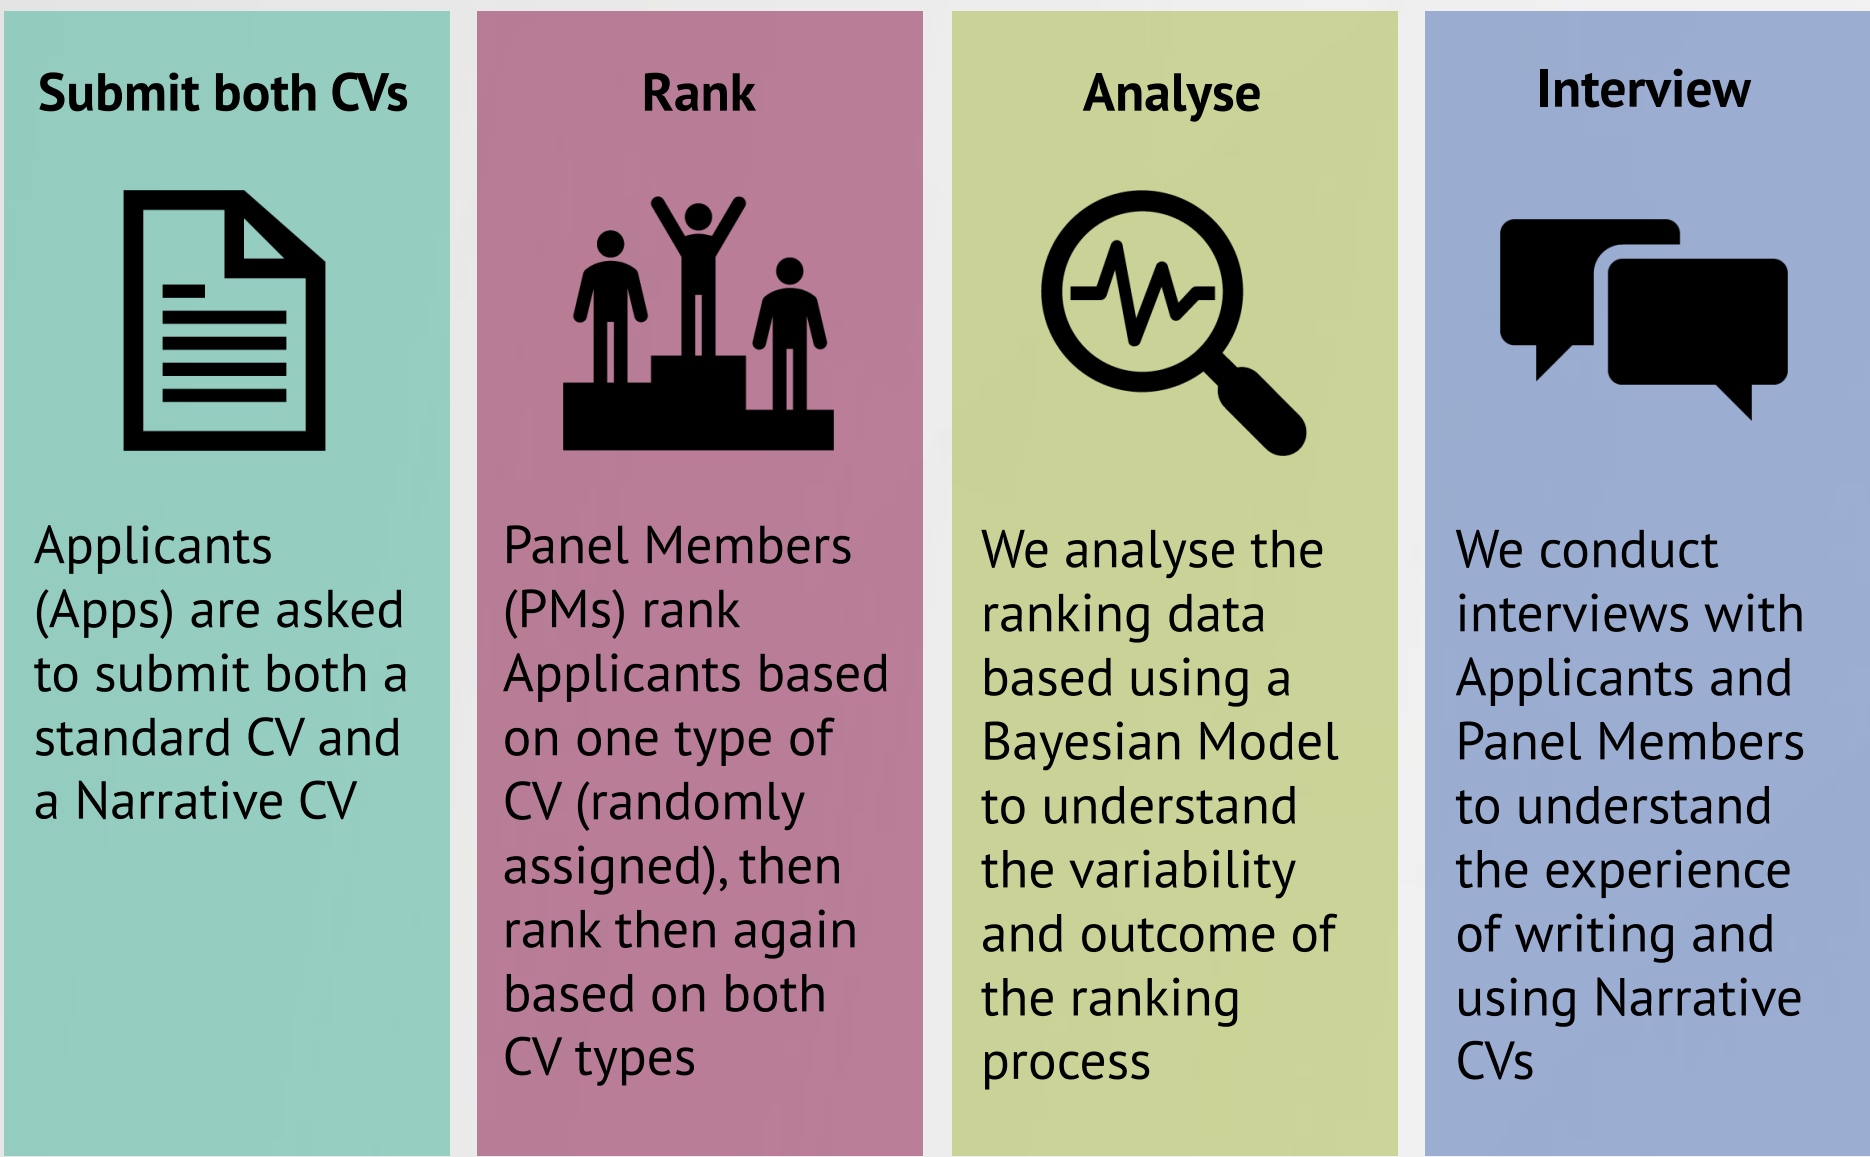 Submit both CVs
Applicants
(Apps) are asked
to submit both a
standard CV and
a Narrative CV
Rank
Panel Members
(PMs) rank
Applicants based
on one type of
CV (randomly
assigned), then
rank then again
based on both
CV types
Analyse
We analyse the
ranking data
based using a
Bayesian Model
to understand
the variability
and outcome of
the ranking
process
Interview
We conduct
interviews with
Applicants and
Panel Members
to understand
the experience
of writing and
using Narrative
CVs